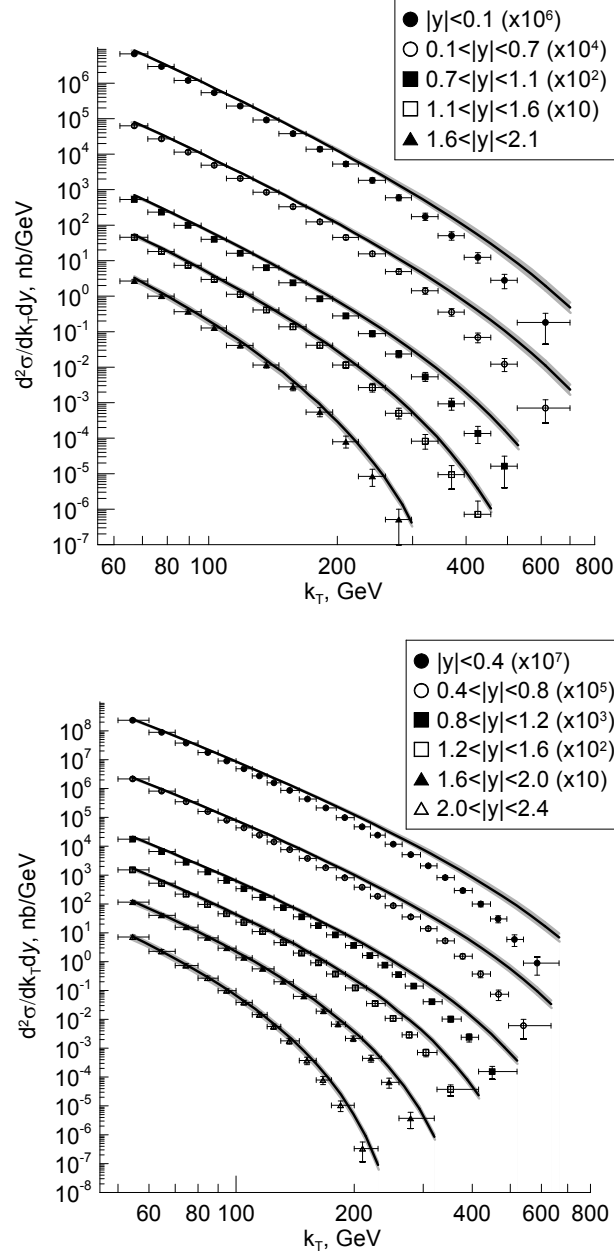 |y|<0.1 (x10⁶)
0.1<|y|<0.7 (x10⁴)
0.7<|y|<1.1 (x10²)
1.1<|y|<1.6 (x10)
1.6<|y|<2.1
d²σ/dk_T dy, nb/GeV
10⁶
10⁵
10⁴
10³
10²
10¹
10⁰
10⁻¹
10⁻²
10⁻³
10⁻⁴
10⁻⁵
10⁻⁶
10⁻⁷
60 80 100 200 400 600 800
k_T, GeV
|y|<0.4 (x10⁷)
0.4<|y|<0.8 (x10⁵)
0.8<|y|<1.2 (x10³)
1.2<|y|<1.6 (x10²)
1.6<|y|<2.0 (x10)
2.0<|y|<2.4
d²σ/dk_T dy, nb/GeV
10⁸
10⁷
10⁶
10⁵
10⁴
10³
10²
10¹
10⁰
10⁻¹
10⁻²
10⁻³
10⁻⁴
10⁻⁵
10⁻⁶
10⁻⁷
10⁻⁸
60 80 100 200 400 600 800
k_T, GeV